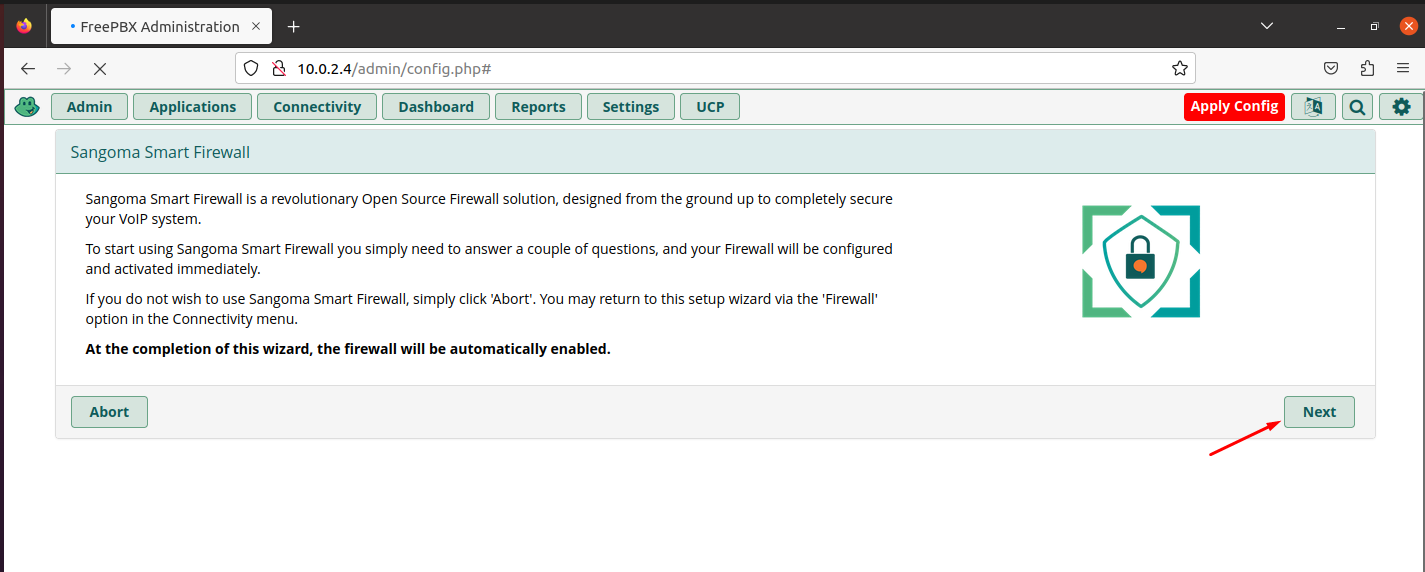 FreePBX Administration
10.0.2.4/admin/config.php#
Admin
Applications
Connectivity
Dashboard
Reports
Settings
UCP
Apply Config
Sangoma Smart Firewall
Sangoma Smart Firewall is a revolutionary Open Source Firewall solution, designed from the ground up to completely secure
your VoIP system.
To start using Sangoma Smart Firewall you simply need to answer a couple of questions, and your Firewall will be configured
and activated immediately.
If you do not wish to use Sangoma Smart Firewall, simply click 'Abort'. You may return to this setup wizard via the 'Firewall'
option in the Connectivity menu.
At the completion of this wizard, the firewall will be automatically enabled.
Abort
Next